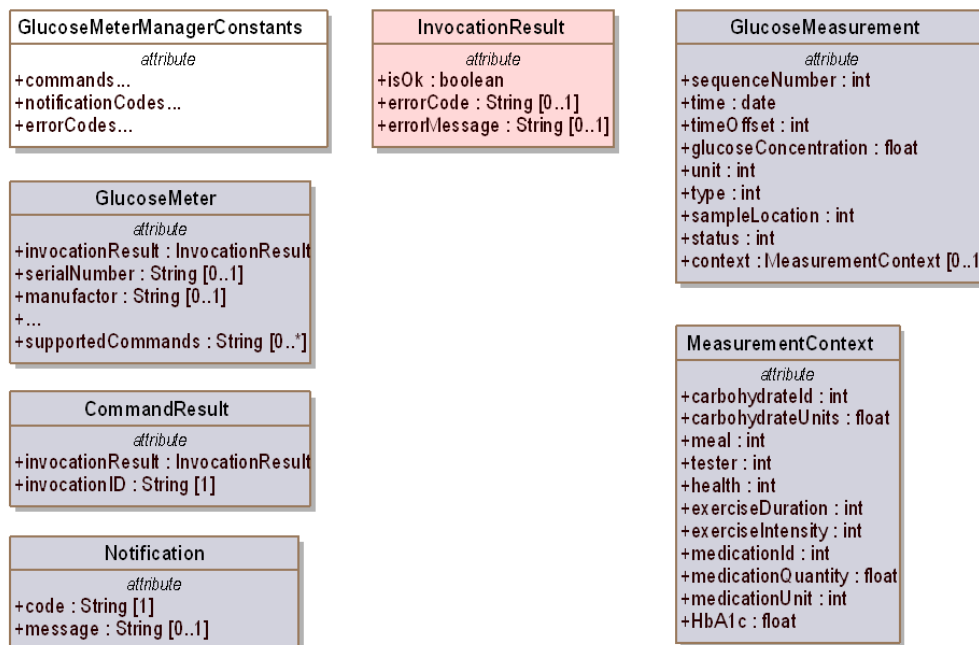 GlucoseMeterManagerConstants
attribute
+commands...
+notificationCodes...
+errorCodes...
GlucoseMeter
attribute
+invocationResult : InvocationResult
+serialNumber : String [0..1]
+manufactor : String [0..1]
+...
+supportedCommands : String [0..*]
CommandResult
attribute
+invocationResult : InvocationResult
+invocationID : String [1]
Notification
attribute
+code : String [1]
+message : String [0..1]
InvocationResult
attribute
+isOk : boolean
+errorCode : String [0..1]
+errorMessage : String [0..1]
GlucoseMeasurement
attribute
+sequenceNumber : int
+time : date
+timeOffset : int
+glucoseConcentration : float
+unit : int
+type : int
+sampleLocation : int
+status : int
+context : MeasurementContext [0..1
MeasurementContext
attribute
+carbohydrateId : int
+carbohydrateUnits : float
+meal : int
+tester : int
+health : int
+exerciseDuration : int
+exerciseIntensity : int
+medicationId : int
+medicationQuantity : float
+medicationUnit : int
+HbA1c : float